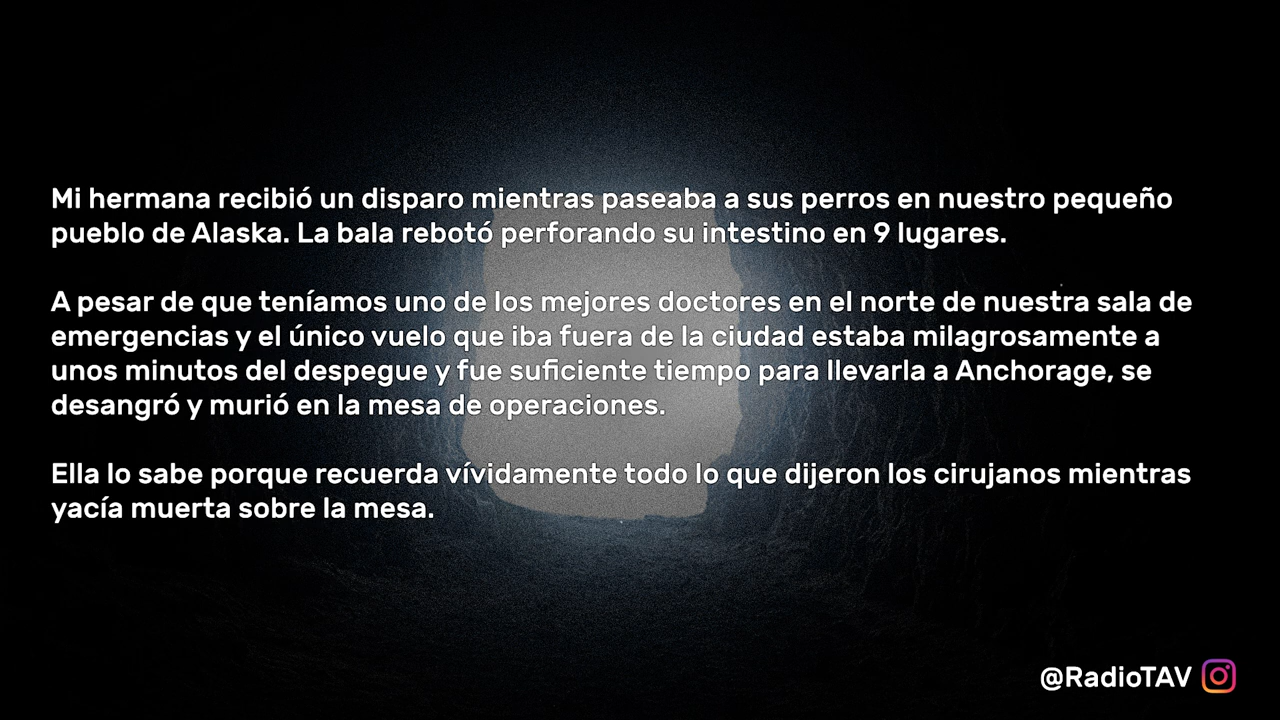 Mi hermana recibió un disparo mientras paseaba a sus perros en nuestro pequeño
pueblo de Alaska. La bala rebotó perforando su intestino en 9 lugares.
A pesar de que teníamos uno de los mejores doctores en el norte de nuestra sala de
emergencias y el único vuelo que iba fuera de la ciudad estaba milagrosamente a
unos minutos del despegue y fue suficiente tiempo para llevarla a Anchorage, se
desangró y murió en la mesa de operaciones.
Ella lo sabe porque recuerda vívidamente todo lo que dijeron los cirujanos mientras
yacía muerta sobre la mesa.
@RadioTAV